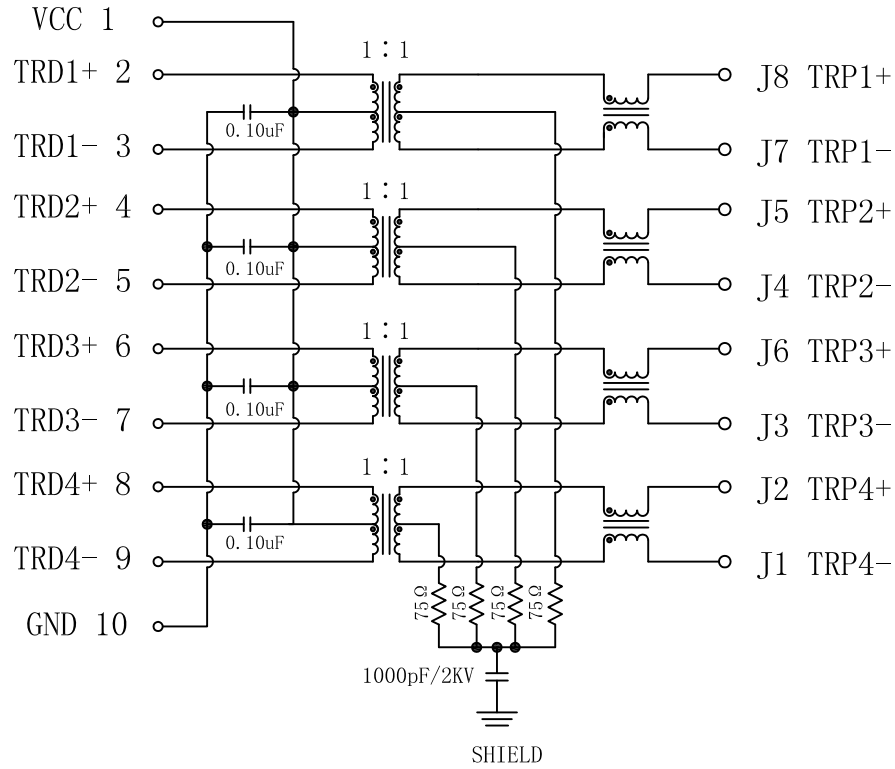 VCC 1
1:1
TRD1+ 2
J8 TRP1+
0.10uF
TRD1- 3
J7 TRP1-
1:1
TRD2+ 4
J5 TRP2+
0.10uF
TRD2- 5
J4 TRP2-
1:1
TRD3+ 6
J6 TRP3+
0.10uF
TRD3- 7
J3 TRP3-
1:1
TRD4+ 8
J2 TRP4+
0.10uF
TRD4- 9
J1 TRP4-
75Ω
75Ω
75Ω
75Ω
GND 10
1000pF/2KV
SHIELD